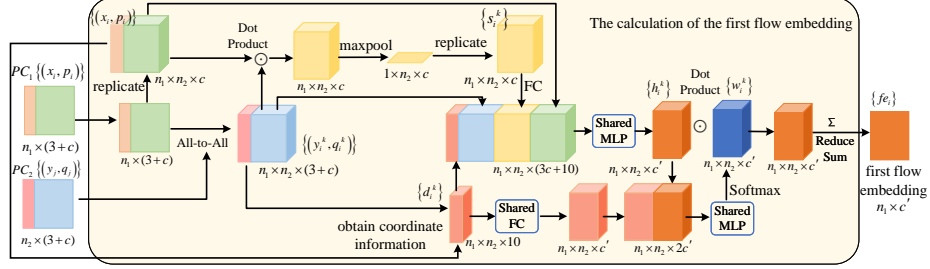 {(x_i, p_i)}
{s_i^k}
The calculation of the first flow embedding
Dot
Product
maxpool
replicate
1×n_2×c
n_1×n_2×c
n_1×n_2×c
n_1×n_2×c
FC
PC_1 {(x_i, p_i)}
replicate
n_1×(3+c)
n_1×(3+c)
All-to-All
{(y_i^k, q_i^k)}
n_1×n_2×(3+c)
Shared
MLP
n_1×n_2×(3c+10)
{h_i^k}
Dot
Product
{w_i^k}
n_1×n_2×c'
n_1×n_2×c'
n_1×n_2×c'
Σ
Reduce
Sum
{fe_i}
first flow
embedding
n_1×c'
PC_2 {(y_j, q_j)}
n_2×(3+c)
{d_i^k}
obtain coordinate
information
n_1×n_2×10
Shared
FC
n_1×n_2×c'
n_1×n_2×2c'
Shared
MLP
Softmax